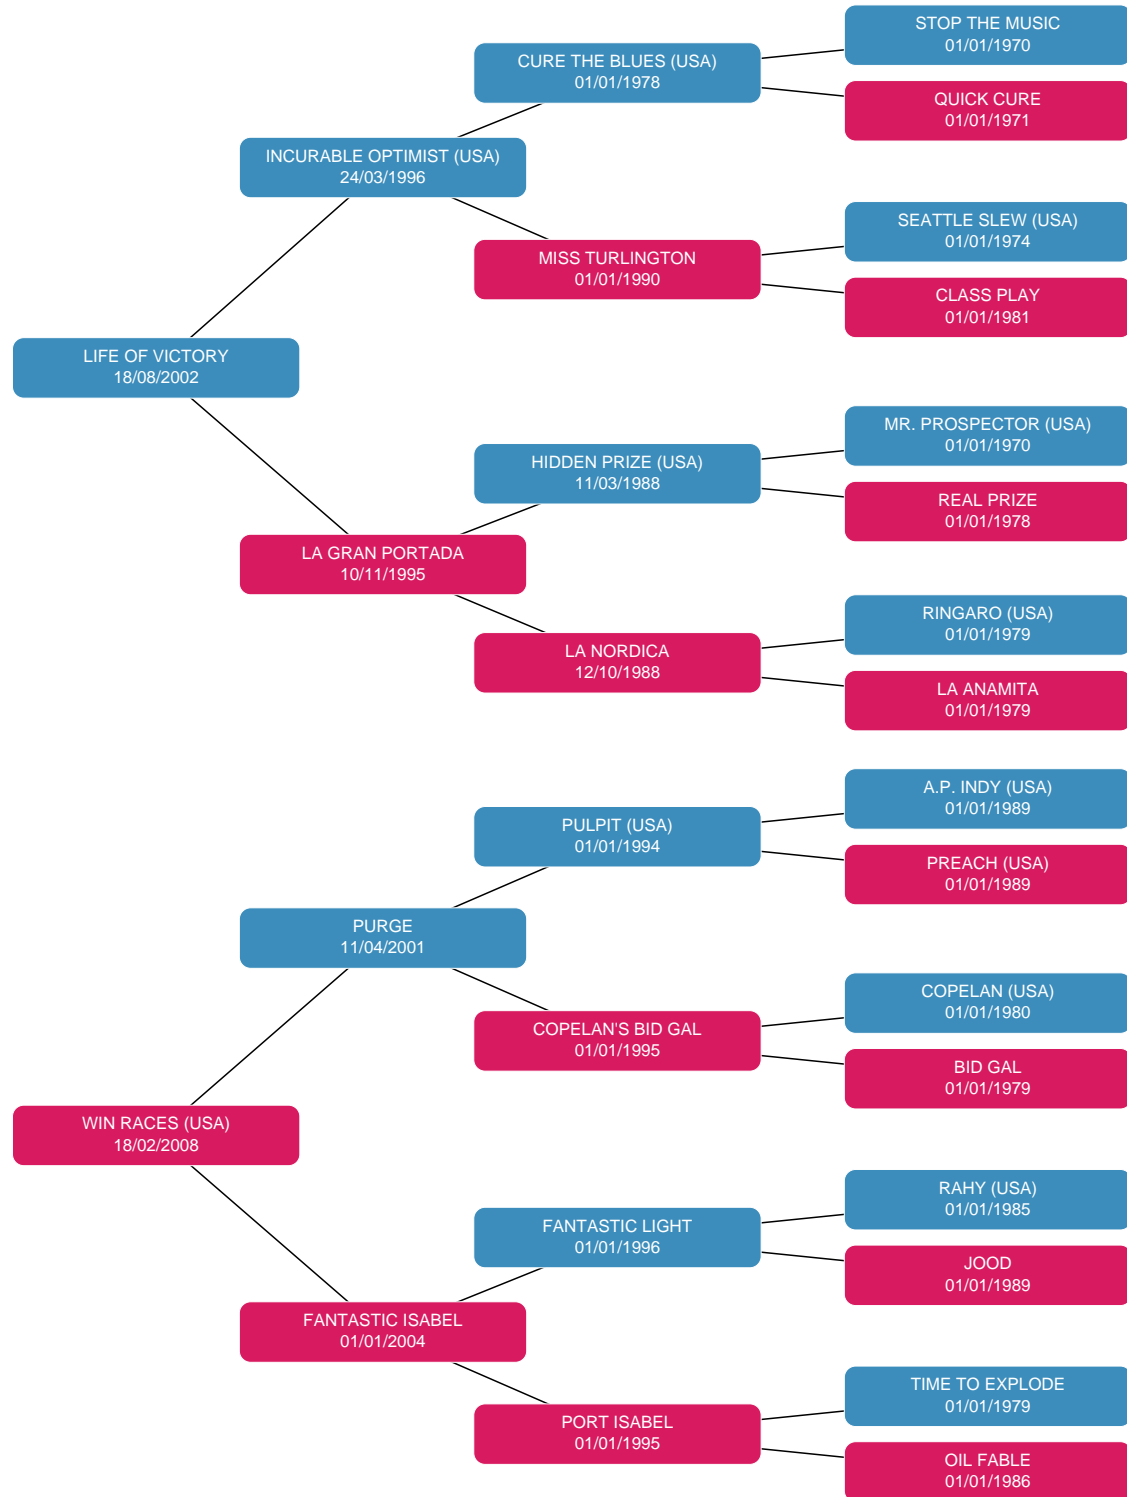 STOP THE MUSIC
01/01/1970
CURE THE BLUES (USA)
01/01/1978
QUICK CURE
01/01/1971
INCURABLE OPTIMIST (USA)
24/03/1996
SEATTLE SLEW (USA)
01/01/1974
MISS TURLINGTON
01/01/1990
CLASS PLAY
01/01/1981
LIFE OF VICTORY
18/08/2002
MR. PROSPECTOR (USA)
01/01/1970
HIDDEN PRIZE (USA)
11/03/1988
REAL PRIZE
01/01/1978
LA GRAN PORTADA
10/11/1995
RINGARO (USA)
01/01/1979
LA NORDICA
12/10/1988
LA ANAMITA
01/01/1979
A.P. INDY (USA)
01/01/1989
PULPIT (USA)
01/01/1994
PREACH (USA)
01/01/1989
PURGE
11/04/2001
COPELAN (USA)
01/01/1980
COPELAN'S BID GAL
01/01/1995
BID GAL
01/01/1979
WIN RACES (USA)
18/02/2008
RAHY (USA)
01/01/1985
FANTASTIC LIGHT
01/01/1996
JOOD
01/01/1989
FANTASTIC ISABEL
01/01/2004
TIME TO EXPLODE
01/01/1979
PORT ISABEL
01/01/1995
OIL FABLE
01/01/1986